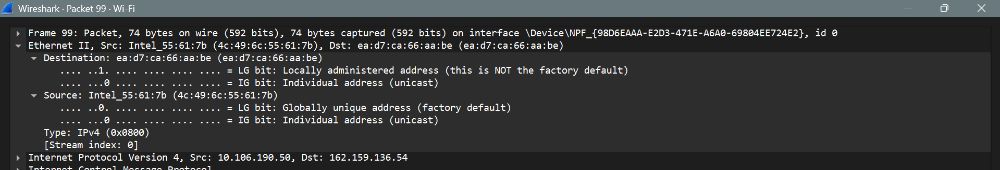 Wireshark · Packet 99 · Wi-Fi
Frame 99: Packet, 74 bytes on wire (592 bits), 74 bytes captured (592 bits) on interface \Device\NPF_{98D6EAAA-E2D3-471E-A6A0-69804EE724E2}, id 0
Ethernet II, Src: Intel_55:61:7b (4c:49:6c:55:61:7b), Dst: ea:d7:ca:66:aa:be (ea:d7:ca:66:aa:be)
Destination: ea:d7:ca:66:aa:be (ea:d7:ca:66:aa:be)
.... ..1. .... .... .... .... = LG bit: Locally administered address (this is NOT the factory default)
.... ...0 .... .... .... .... = IG bit: Individual address (unicast)
Source: Intel_55:61:7b (4c:49:6c:55:61:7b)
.... ..0. .... .... .... .... = LG bit: Globally unique address (factory default)
.... ...0 .... .... .... .... = IG bit: Individual address (unicast)
Type: IPv4 (0x0800)
[Stream index: 0]
Internet Protocol Version 4, Src: 10.106.190.50, Dst: 162.159.136.54
Internet Control Message Protocol